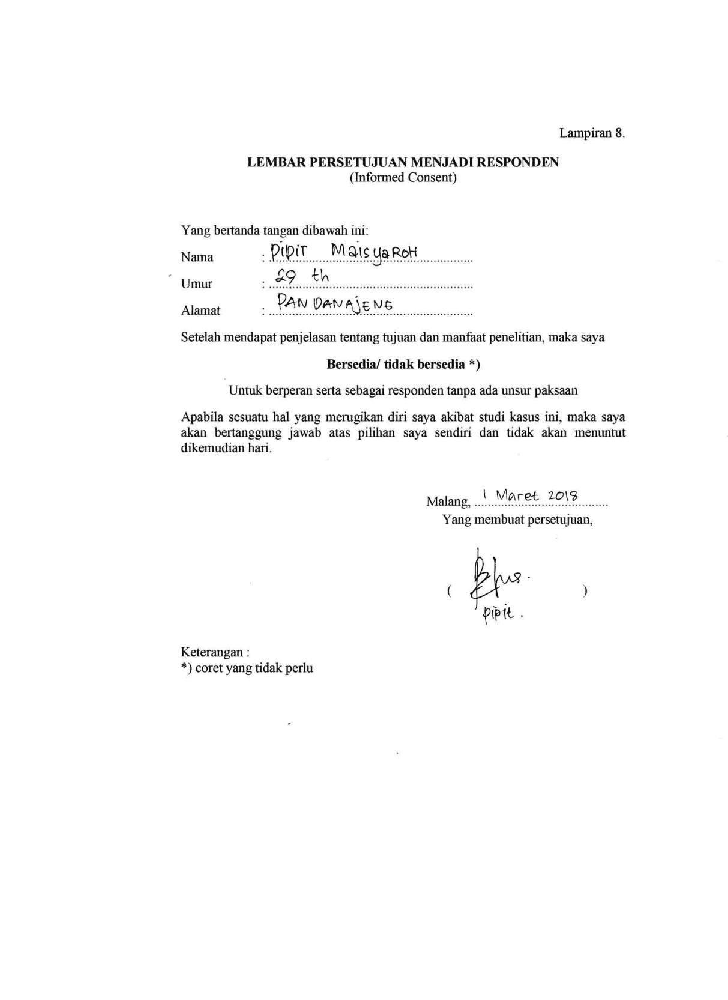 Lampiran 8.
LEMBAR PERSETUJUAN MENJADI RESPONDEN
(Informed Consent)
Yang bertanda tangan dibawah ini:
Nama : Pipit Maisyaroh
Umur : 29 th
Alamat : PANDANAjENG
Setelah mendapat penjelasan tentang tujuan dan manfaat penelitian, maka saya
Bersedia/ tidak bersedia *)
Untuk berperan serta sebagai responden tanpa ada unsur paksaan
Apabila sesuatu hal yang merugikan diri saya akibat studi kasus ini, maka saya
akan bertanggung jawab atas pilihan saya sendiri dan tidak akan menuntut
dikemudian hari.
Malang, 1 Maret 2018
Yang membuat persetujuan,
( )
pipit.
Keterangan :
*) coret yang tidak perlu